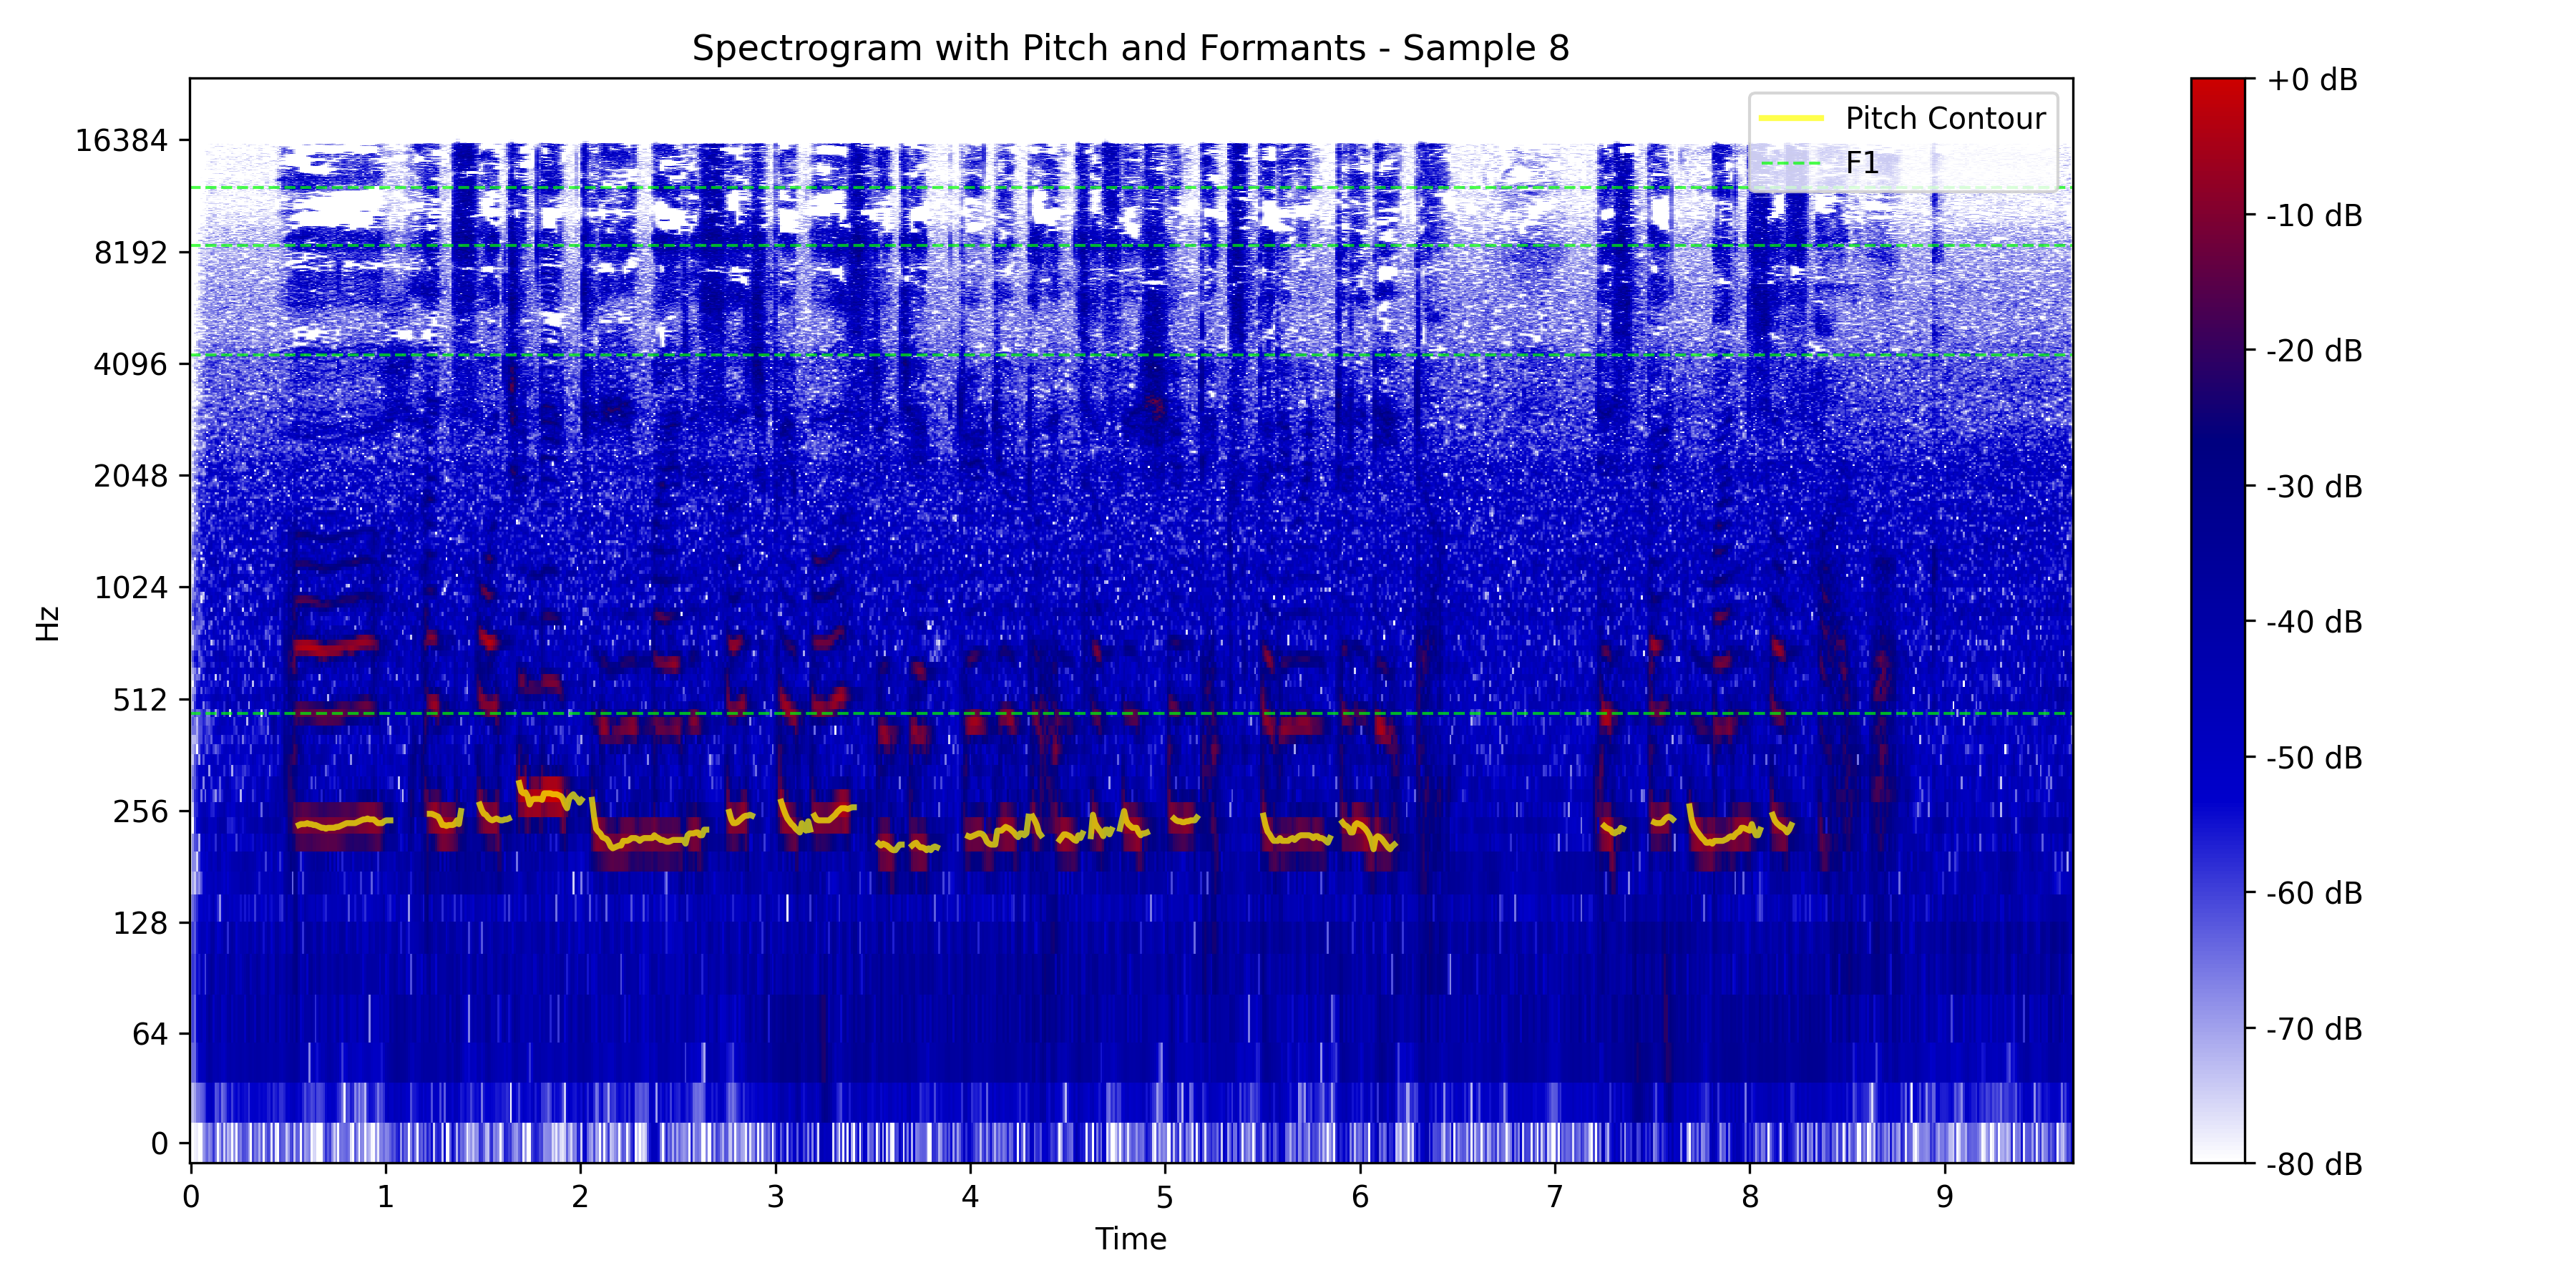 Spectrogram with Pitch and Formants - Sample 8
Pitch Contour
F1
16384
8192
4096
2048
1024
512
256
128
64
0
Hz
0 1 2 3 4 5 6 7 8 9
Time
+0 dB
-10 dB
-20 dB
-30 dB
-40 dB
-50 dB
-60 dB
-70 dB
-80 dB